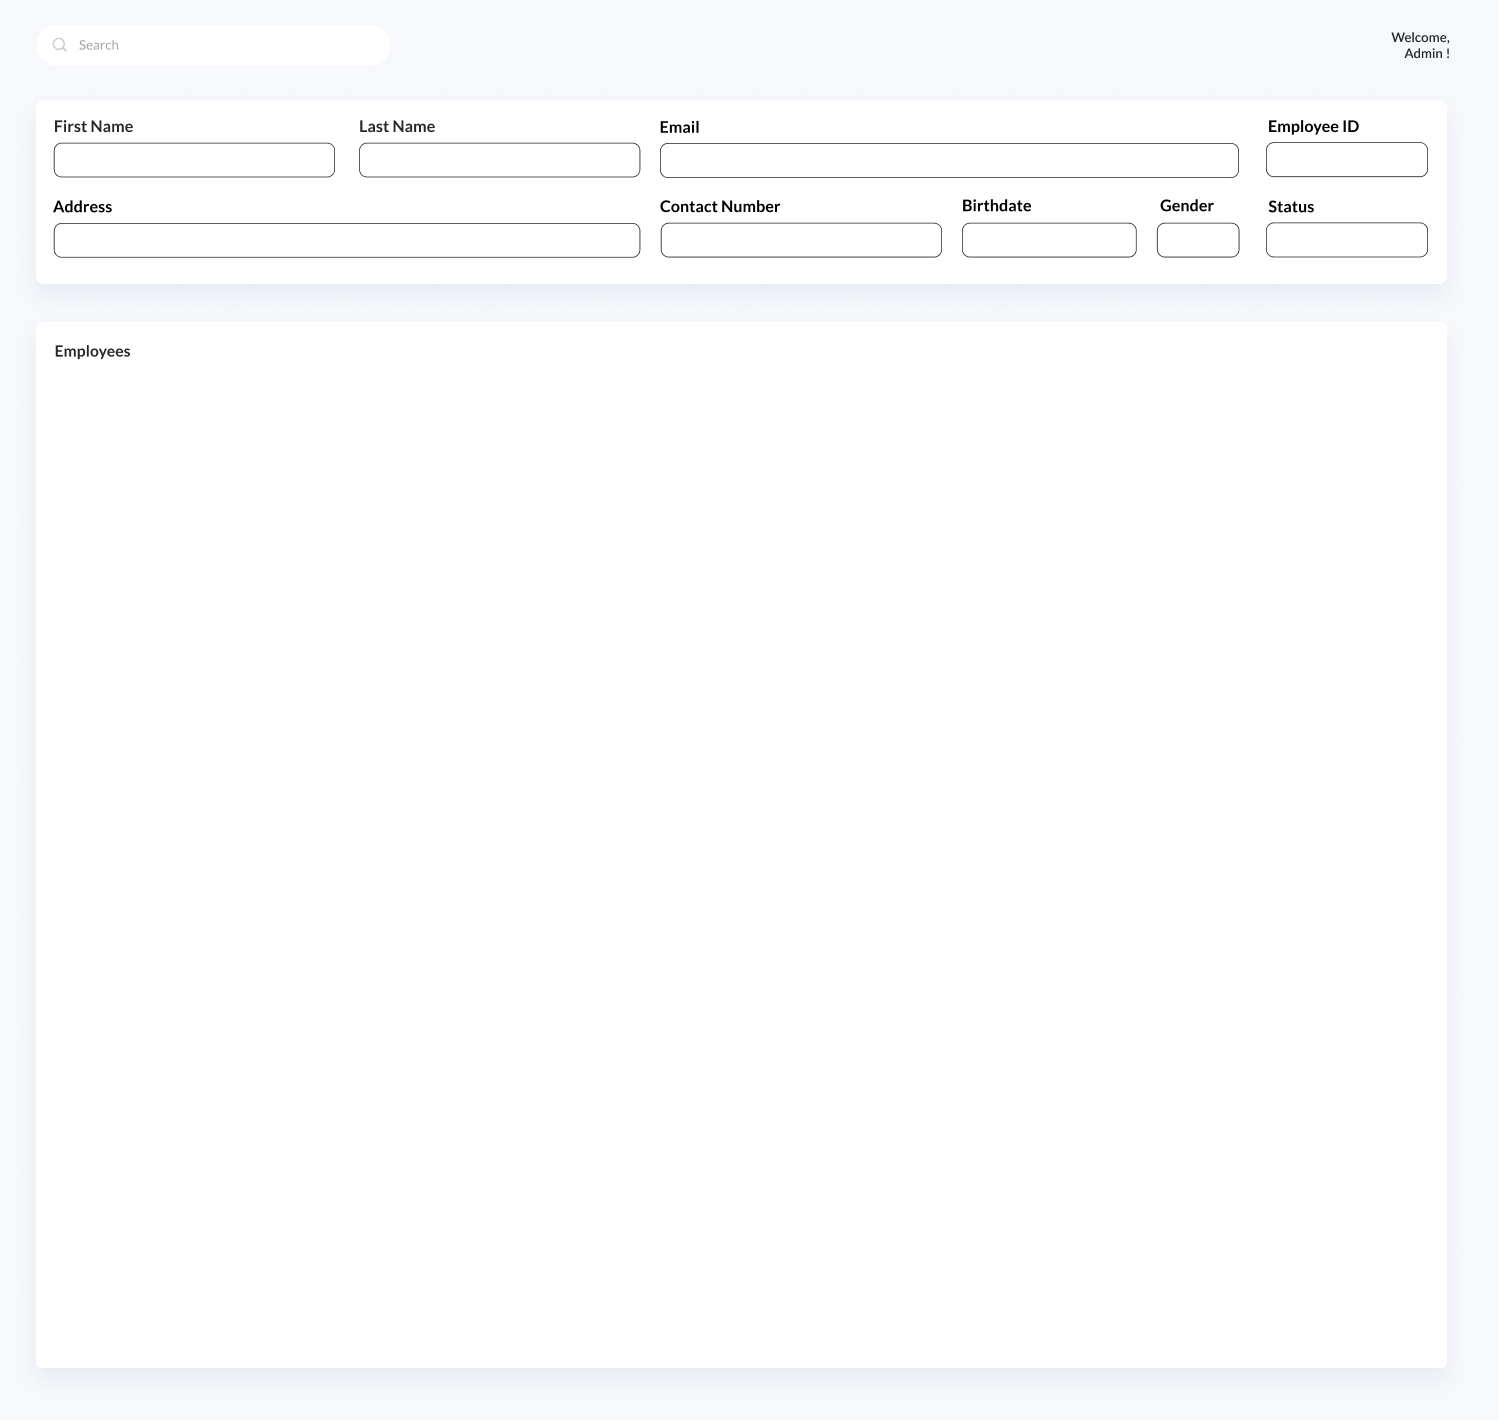 Search
Welcome,
Admin !
First Name
Last Name
Email
Employee ID
Address
Contact Number
Birthdate
Gender
Status
Employees